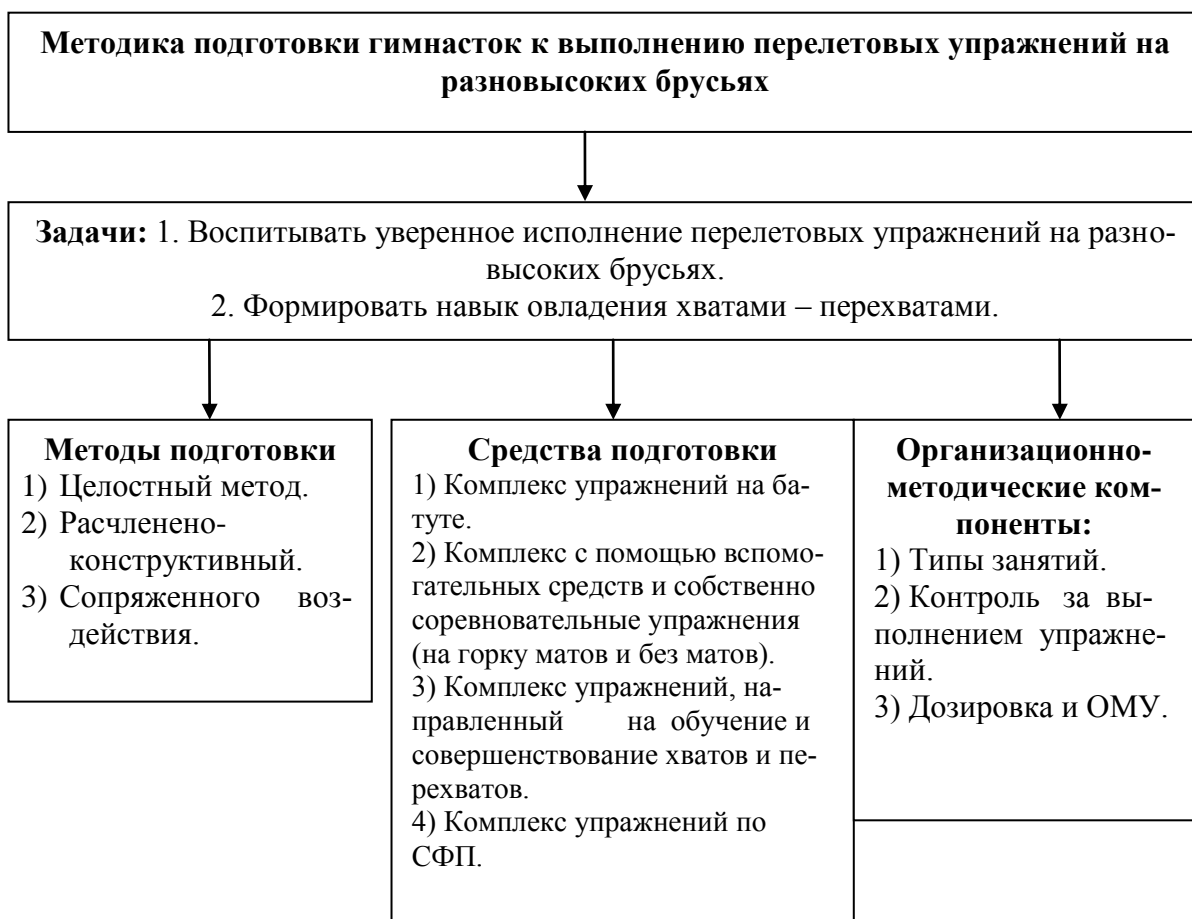 Методика подготовки гимнасток к выполнению перелетовых упражнений на
разновысоких брусьях
Задачи: 1. Воспитывать уверенное исполнение перелетовых упражнений на разно-
высоких брусьях.
2. Формировать навык овладения хватами – перехватами.
Методы подготовки
1) Целостный метод.
2) Расчленено-
конструктивный.
3) Сопряженного воз-
действия.
Средства подготовки
1) Комплекс упражнений на ба-
туте.
2) Комплекс с помощью вспомо-
гательных средств и собственно
соревновательные упражнения
(на горку матов и без матов).
3) Комплекс упражнений, на-
правленный на обучение и
совершенствование хватов и пе-
рехватов.
4) Комплекс упражнений по
СФП.
Организационно-
методические ком-
поненты:
1) Типы занятий.
2) Контроль за вы-
полнением упражне-
ний.
3) Дозировка и ОМУ.